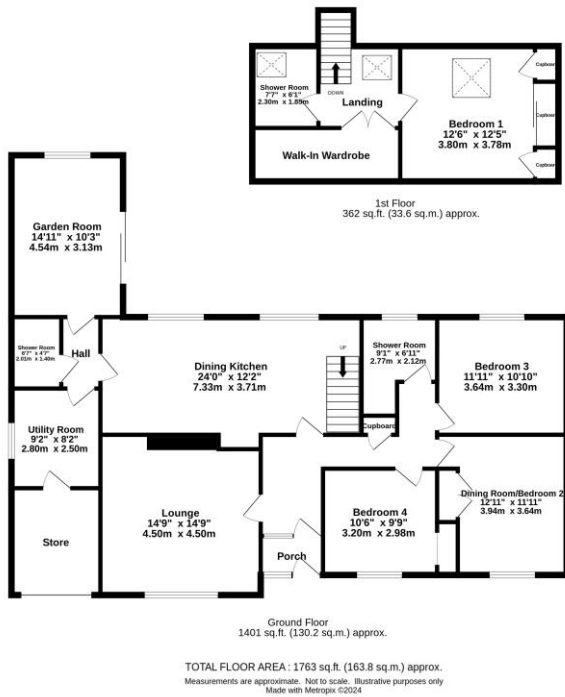 Shower Room
7'7" x 6'1"
2.30m x 1.85m
DOWN
Landing
Walk-In Wardrobe
Bedroom 1
12'6" x 12'5"
3.80m x 3.78m
Cupboard
Cupboard
Cupboard
1st Floor
362 sq.ft. (33.6 sq.m.) approx.
Garden Room
14'11" x 10'3"
4.54m x 3.13m
Shower Room
6'7" x 4'7"
2.01m x 1.40m
Hall
Dining Kitchen
24'0" x 12'2"
7.33m x 3.71m
UP
Shower Room
9'1" x 6'11"
2.77m x 2.12m
Bedroom 3
11'11" x 10'10"
3.64m x 3.30m
Utility Room
9'2" x 8'2"
2.80m x 2.50m
Cupboard
Lounge
14'9" x 14'9"
4.50m x 4.50m
Bedroom 4
10'6" x 9'9"
3.20m x 2.98m
Dining Room/Bedroom 2
12'11" x 11'11"
3.94m x 3.64m
Store
Porch
Ground Floor
1401 sq.ft. (130.2 sq.m.) approx.
TOTAL FLOOR AREA : 1763 sq.ft. (163.8 sq.m.) approx.
Measurements are approximate. Not to scale. Illustrative purposes only
Made with Metropix ©2024